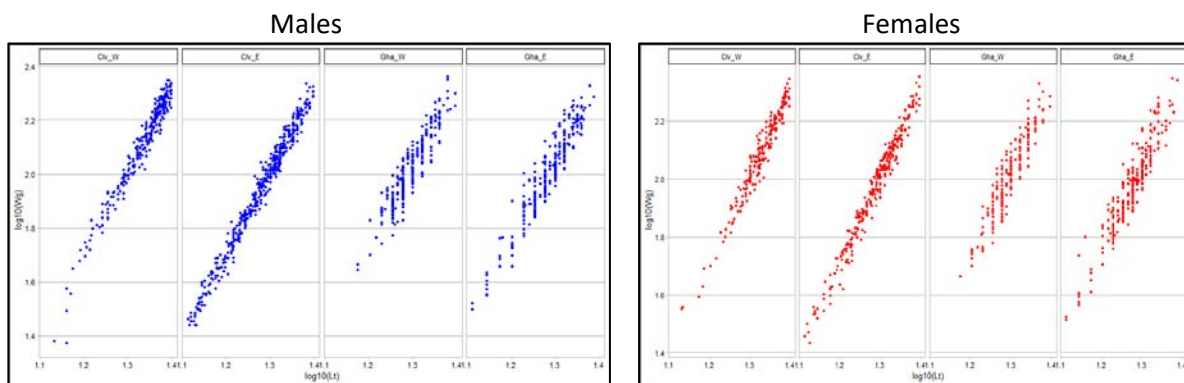 Males Females
Civ_W Civ_E Gha_W Gha_E Civ_W Civ_E Gha_W Gha_E
2.4 2.4
2.2 2.2
2.0 2.0
log10(Wg) log10(Wg)
1.8 1.8
1.6 1.6
1.4 1.4
1.1 1.2 1.3 1.41.1 1.2 1.3 1.41.1 1.2 1.3 1.41.1 1.2 1.3 1.4 1.1 1.2 1.3 1.41.1 1.2 1.3 1.41.1 1.2 1.3 1.41.1 1.2 1.3 1.4
log10(Lt) log10(Lt)